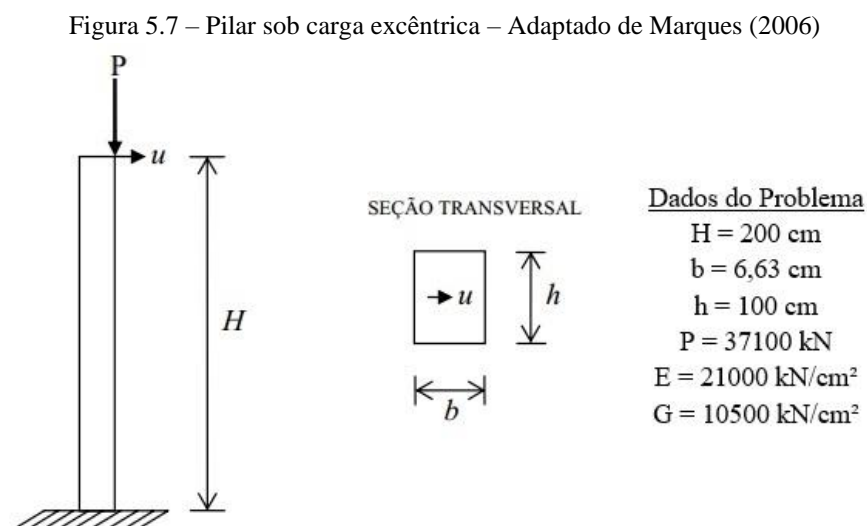 Figura 5.7 – Pilar sob carga excêntrica – Adaptado de Marques (2006)
P
u
H
SEÇÃO TRANSVERSAL
u
h
b
Dados do Problema
H = 200 cm
b = 6,63 cm
h = 100 cm
P = 37100 kN
E = 21000 kN/cm²
G = 10500 kN/cm²